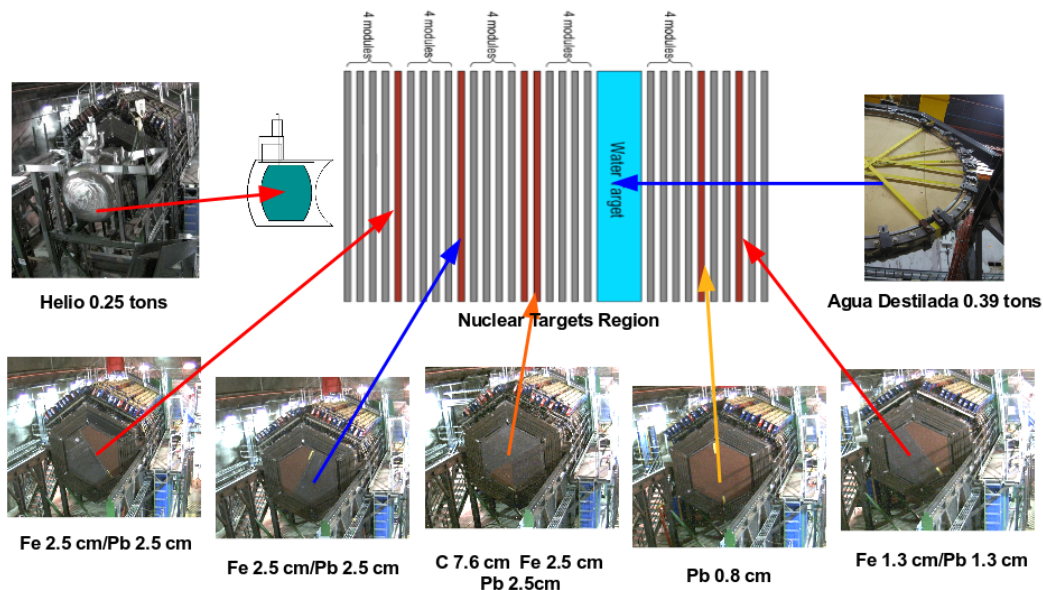 4 modules
4 modules
4 modules
4 modules
4 modules
Water Target
Helio 0.25 tons
Nuclear Targets Region
Agua Destilada 0.39 tons
Fe 2.5 cm/Pb 2.5 cm
Fe 2.5 cm/Pb 2.5 cm
C 7.6 cm Fe 2.5 cm
Pb 2.5cm
Pb 0.8 cm
Fe 1.3 cm/Pb 1.3 cm